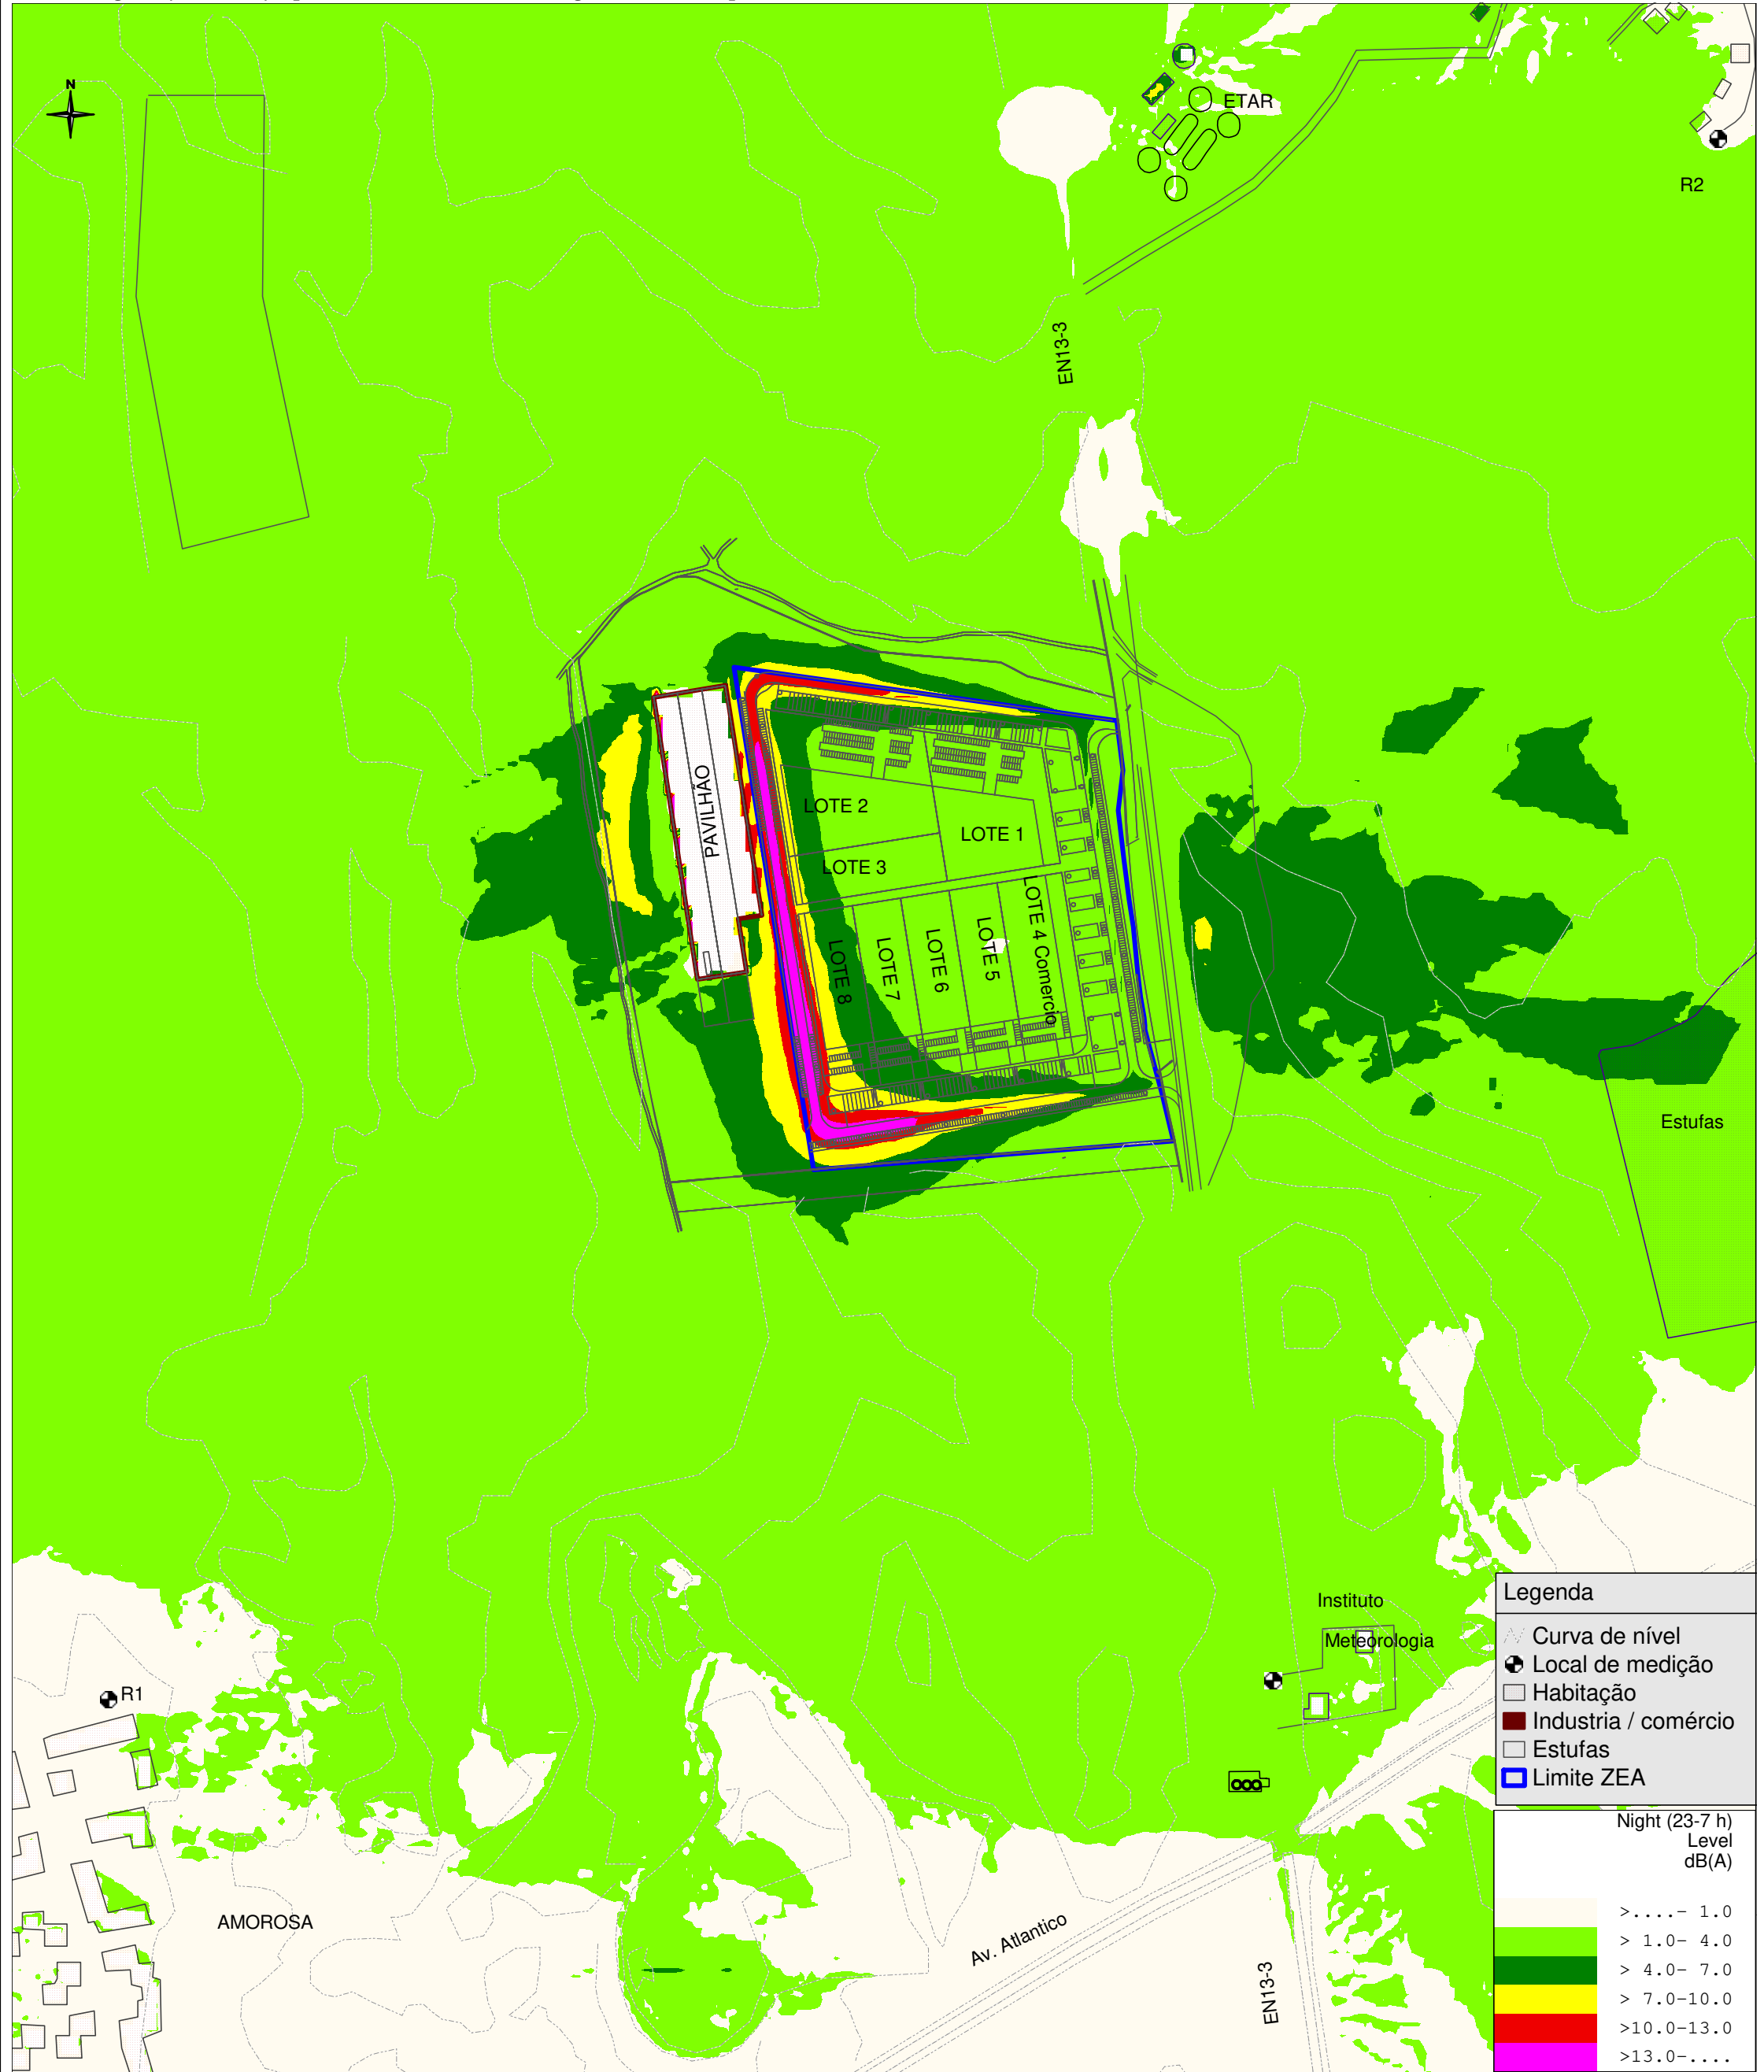 N
ETAR
R2
EN13-3
PAVILHÃO
LOTE 2
LOTE 1
LOTE 3
LOTE 4 Comercio
LOTE 5
LOTE 6
LOTE 7
LOTE 8
Estufas
Instituto
Meteorologia
R1
AMOROSA
Av. Atlantico
EN13-3
Legenda
Curva de nível
Local de medição
Habitação
Industria / comércio
Estufas
Limite ZEA
Night (23-7 h)
Level
dB(A)
>....- 1.0
> 1.0- 4.0
> 4.0- 7.0
> 7.0-10.0
>10.0-13.0
>13.0-....